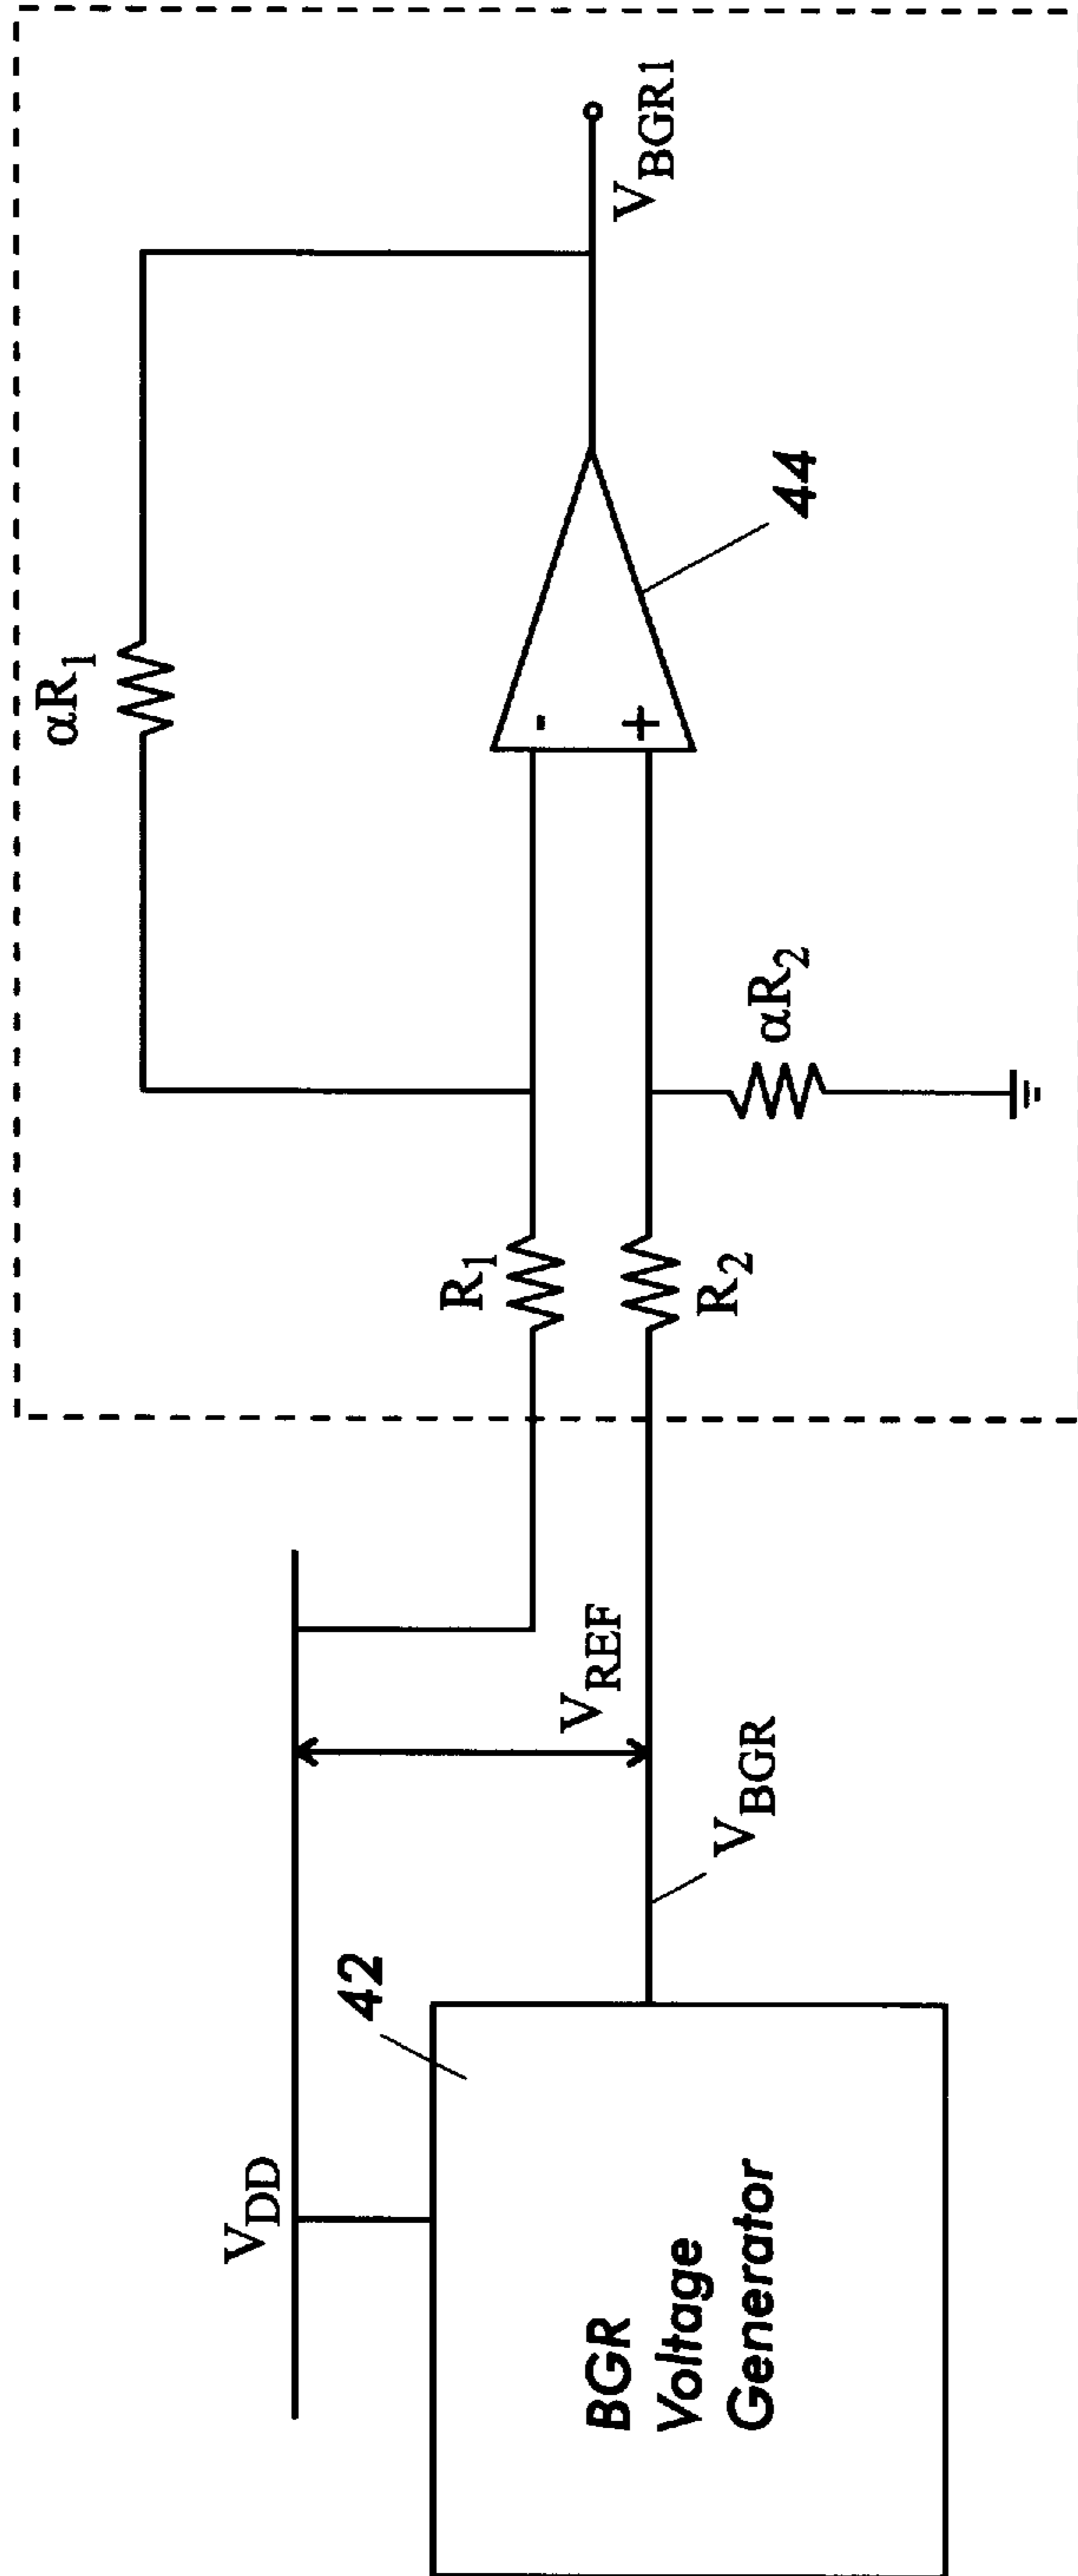 V_DD
42
BGR
Voltage
Generator
V_BGR
V_REF
R_1
R_2
αR_1
αR_2
-
+
44
V_BGR1